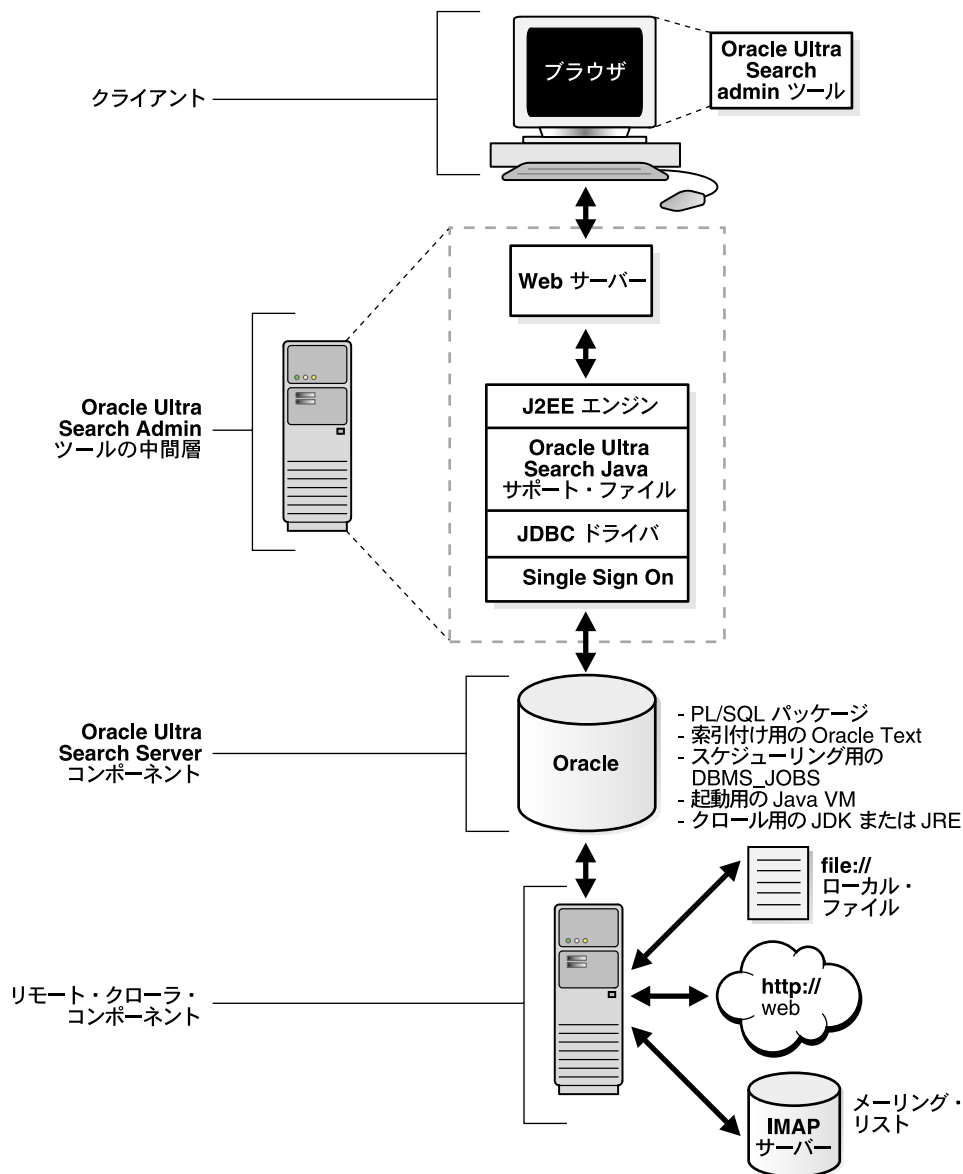 ブラウザ
Oracle Ultra
Search
admin ツール
クライアント
Web サーバー
J2EE エンジン
Oracle Ultra
Search Java
サポート・ファイル
JDBC ドライバ
Single Sign On
Oracle Ultra
Search Admin
ツールの中間層
Oracle Ultra
Search Server
コンポーネント
Oracle
- PL/SQL パッケージ
- 索引付け用の Oracle Text
- スケジューリング用の
DBMS_JOBS
- 起動用の Java VM
- クロール用の JDK または JRE
file://
ローカル・
ファイル
リモート・クローラ・
コンポーネント
http://
web
IMAP
サーバー
メーリング・
リスト